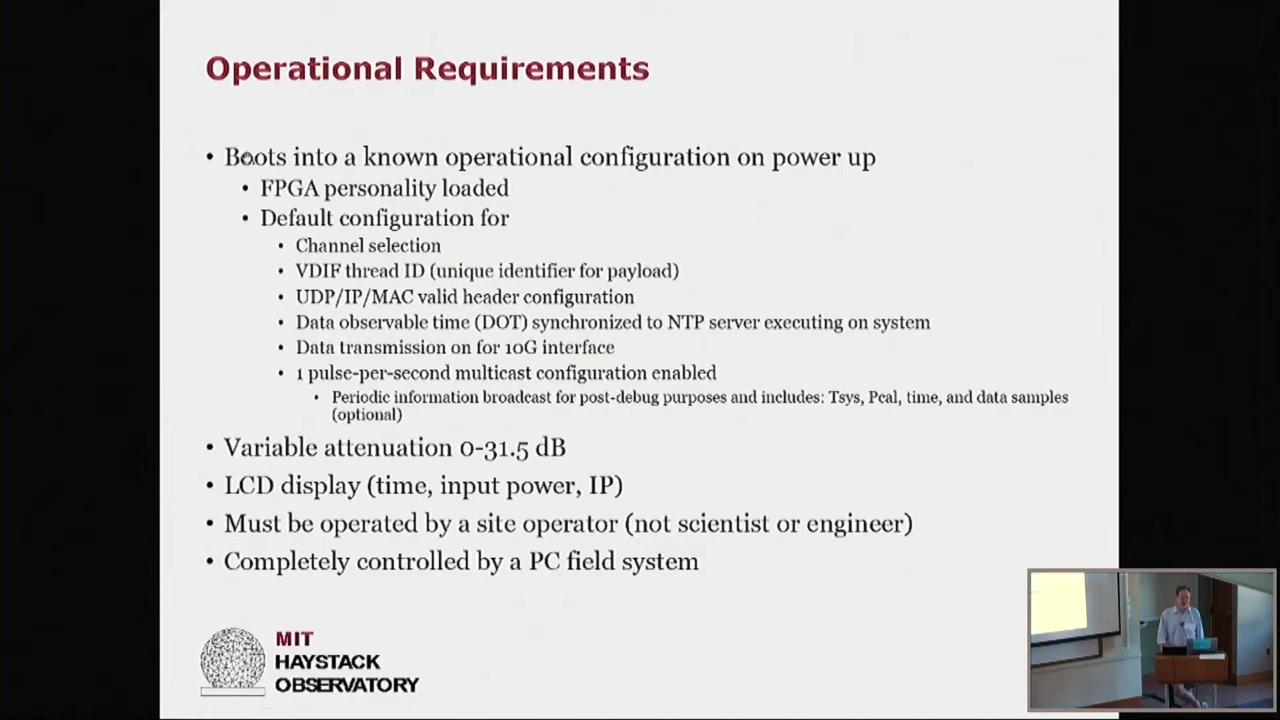 Operational Requirements
• Boots into a known operational configuration on power up
• FPGA personality loaded
• Default configuration for
• Channel selection
• VDIF thread ID (unique identifier for payload)
• UDP/IP/MAC valid header configuration
• Data observable time (DOT) synchronized to NTP server executing on system
• Data transmission on for 10G interface
• 1 pulse-per-second multicast configuration enabled
• Periodic information broadcast for post-debug purposes and includes: Tsys, Pcal, time, and data samples
(optional)
• Variable attenuation 0-31.5 dB
• LCD display (time, input power, IP)
• Must be operated by a site operator (not scientist or engineer)
• Completely controlled by a PC field system
MIT
HAYSTACK
OBSERVATORY